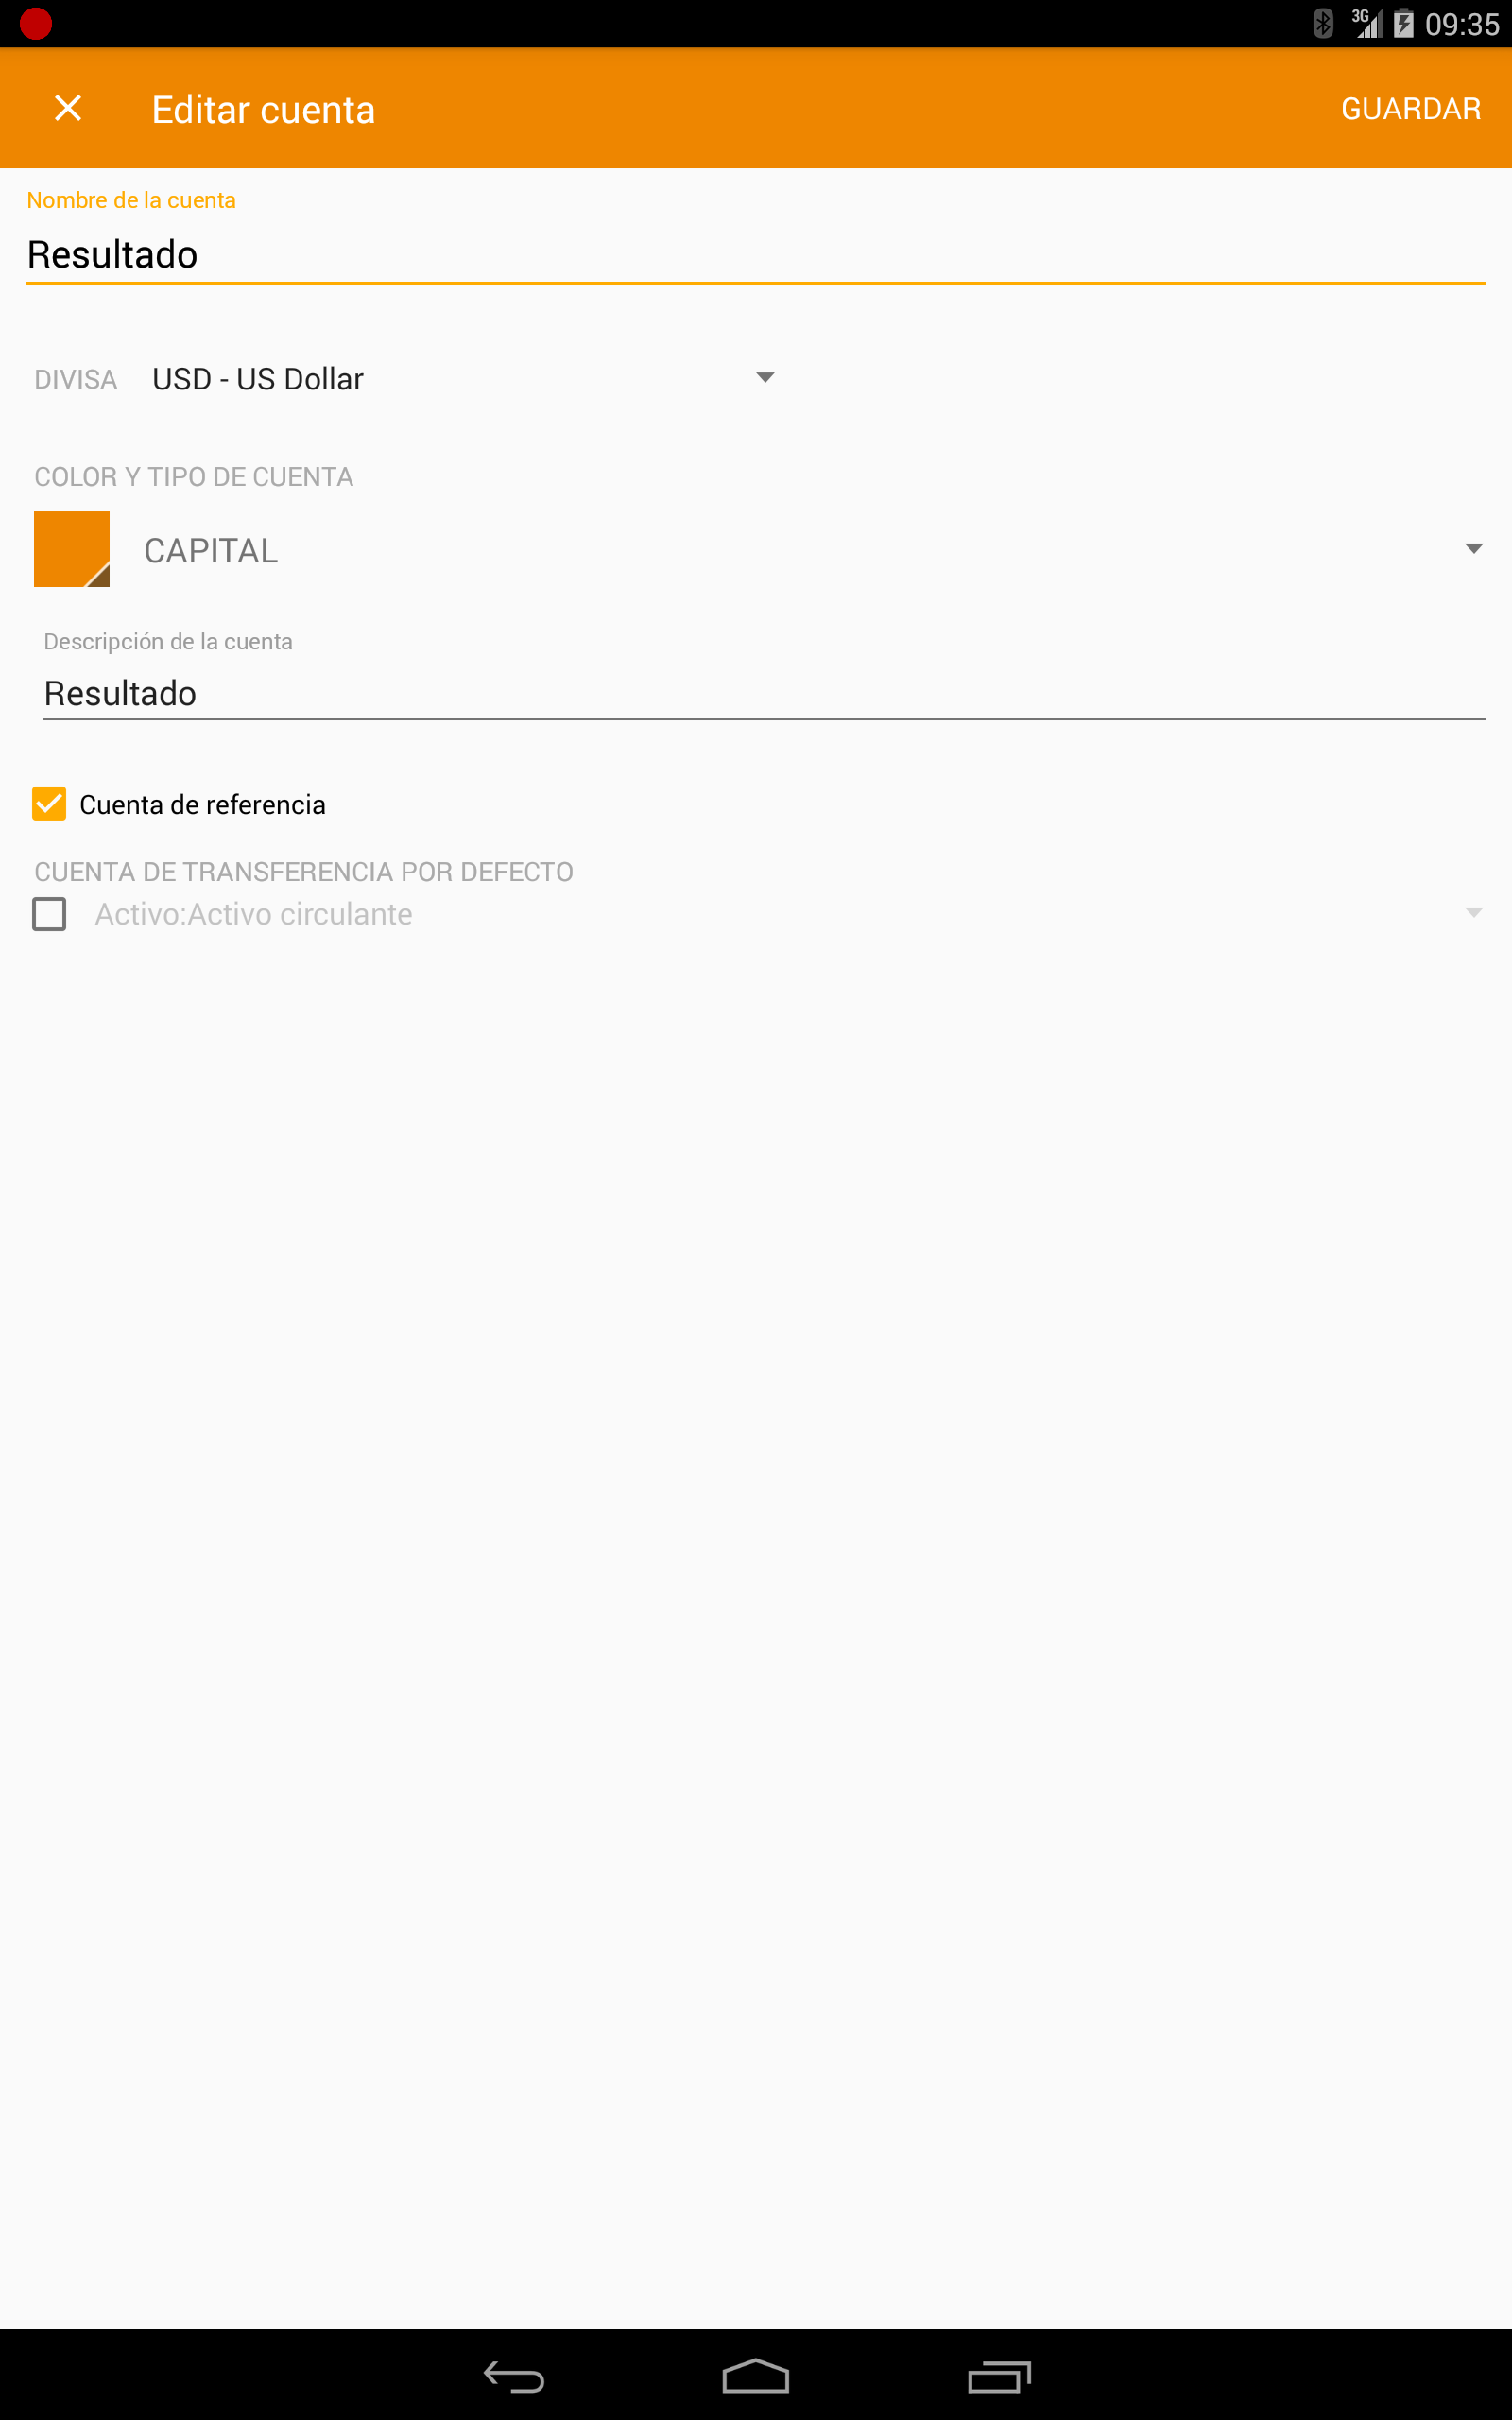 3G 09:35
Editar cuenta GUARDAR
Nombre de la cuenta
Resultado
DIVISA USD - US Dollar
COLOR Y TIPO DE CUENTA
CAPITAL
Descripción de la cuenta
Resultado
Cuenta de referencia
CUENTA DE TRANSFERENCIA POR DEFECTO
Activo:Activo circulante